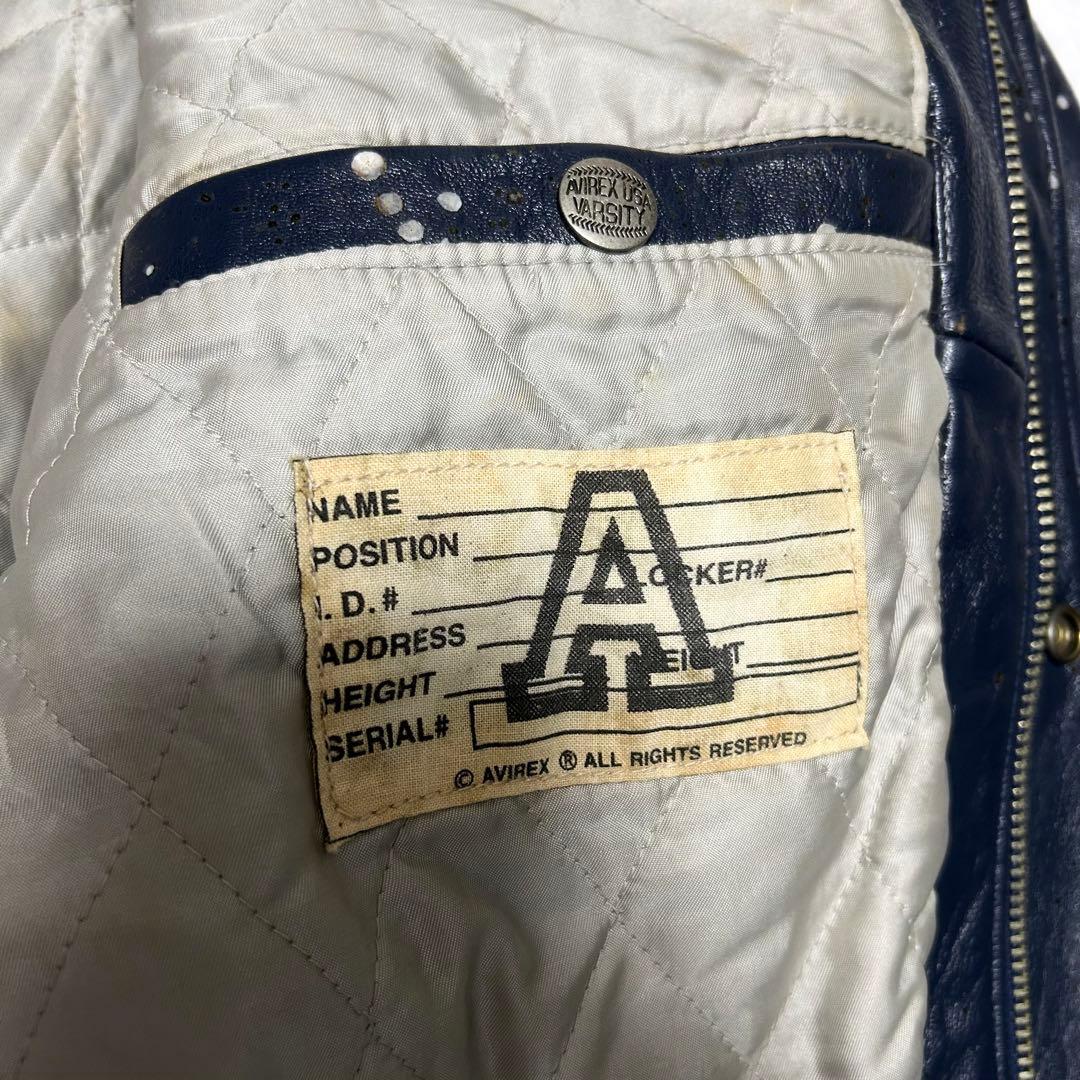 AVIREX USA
VARSITY
NAME
POSITION
LOCKER#
I.D.#
ADDRESS
HEIGHT
SERIAL#
A
© AVIREX ® ALL RIGHTS RESERVED